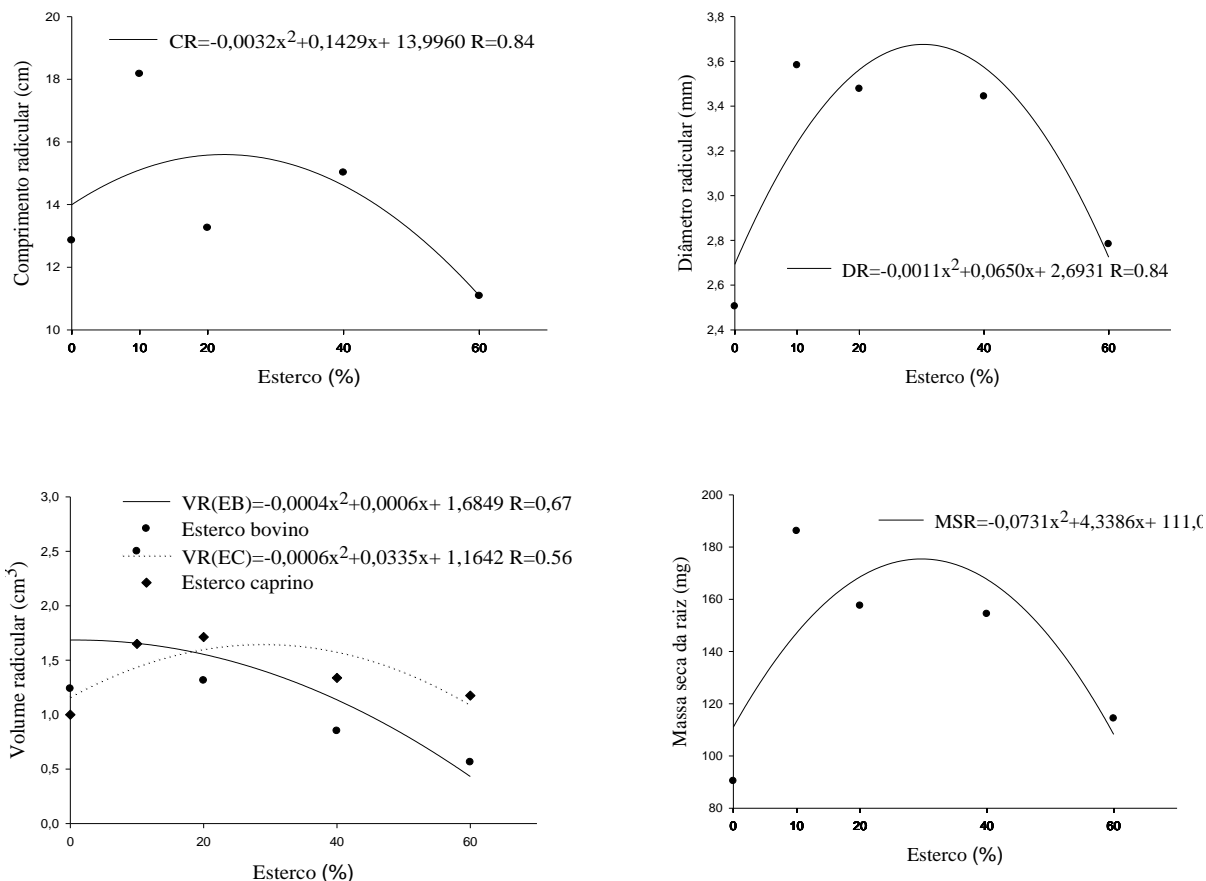 CR=-0,0032x²+0,1429x+ 13,9960 R=0.84
Comprimento radicular (cm)
20
18
16
14
12
10
0 10 20 40 60
Esterco (%)
DR=-0,0011x²+0,0650x+ 2,6931 R=0.84
Diâmetro radicular (mm)
3,8
3,6
3,4
3,2
3,0
2,8
2,6
2,4
0 10 20 40 60
Esterco (%)
VR(EB)=-0,0004x²+0,0006x+ 1,6849 R=0,67
Esterco bovino
VR(EC)=-0,0006x²+0,0335x+ 1,1642 R=0.56
Esterco caprino
Volume radicular (cm⁻³)
3,0
2,5
2,0
1,5
1,0
0,5
0,0
0 20 40 60
Esterco (%)
MSR=-0,0731x²+4,3386x+ 111,0
Massa seca da raiz (mg)
200
180
160
140
120
100
80
0 10 20 40 60
Esterco (%)